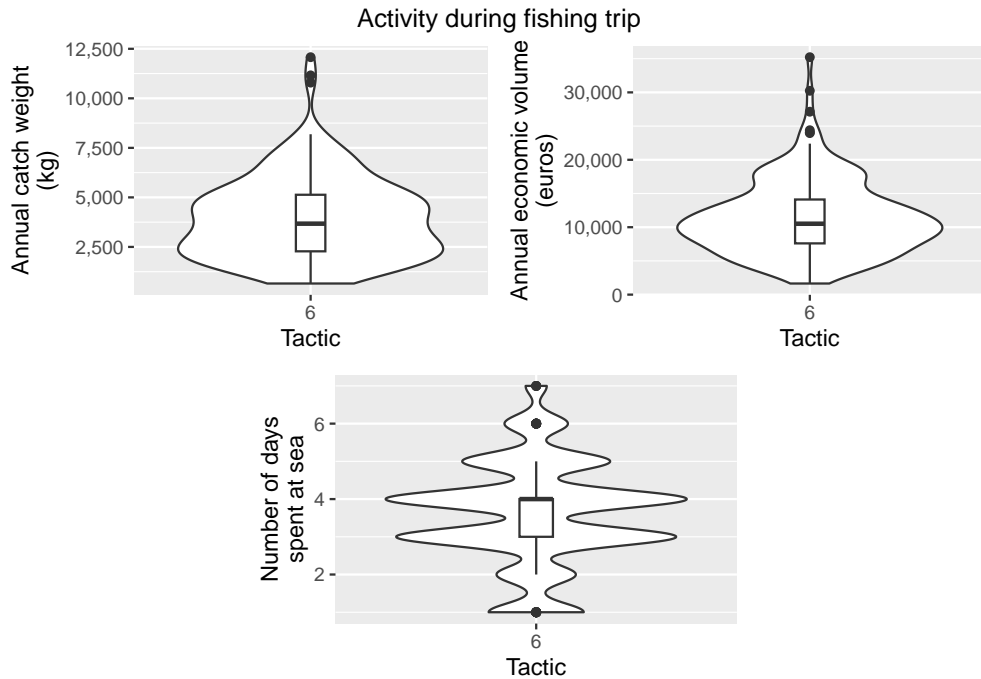 Activity during fishing trip
Annual catch weight
(kg)
12,500
10,000
7,500
5,000
2,500
6
Tactic
Annual economic volume
(euros)
30,000
20,000
10,000
0
6
Tactic
Number of days
spent at sea
6
4
2
6
Tactic